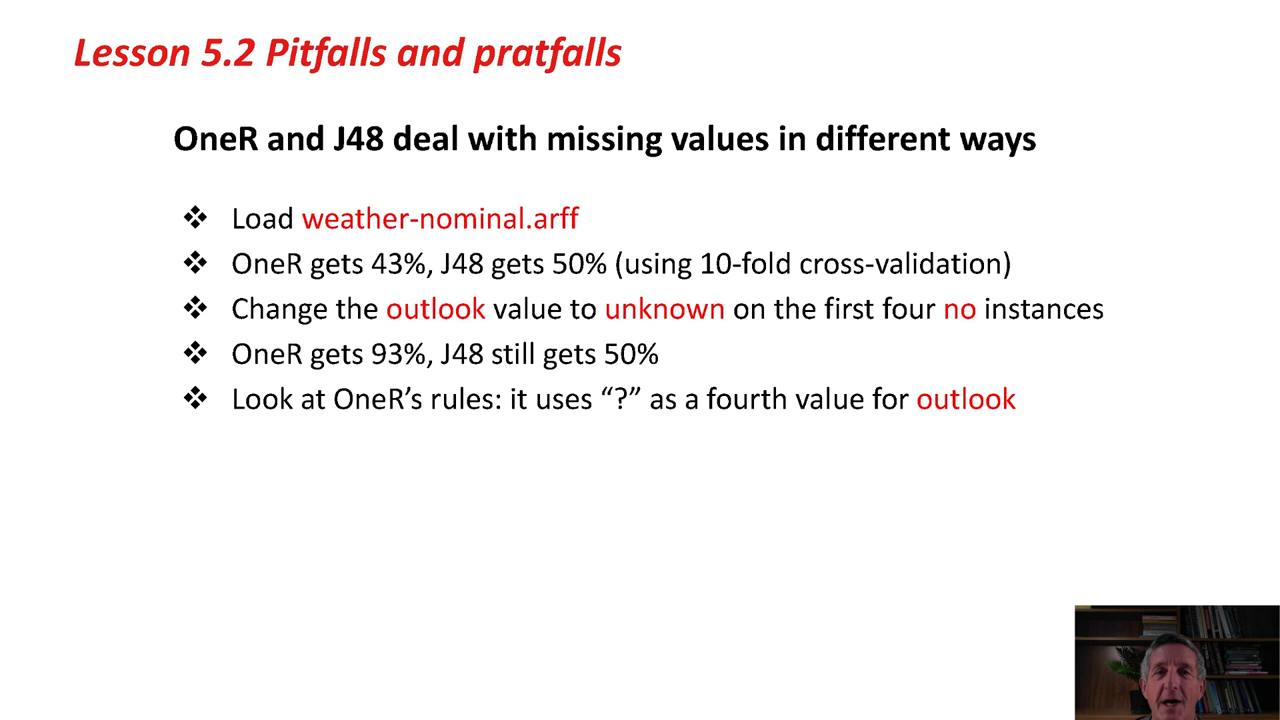 Lesson 5.2 Pitfalls and pratfalls
OneR and J48 deal with missing values in different ways
❖ Load weather-nominal.arff
❖ OneR gets 43%, J48 gets 50% (using 10-fold cross-validation)
❖ Change the outlook value to unknown on the first four no instances
❖ OneR gets 93%, J48 still gets 50%
❖ Look at OneR’s rules: it uses “?” as a fourth value for outlook